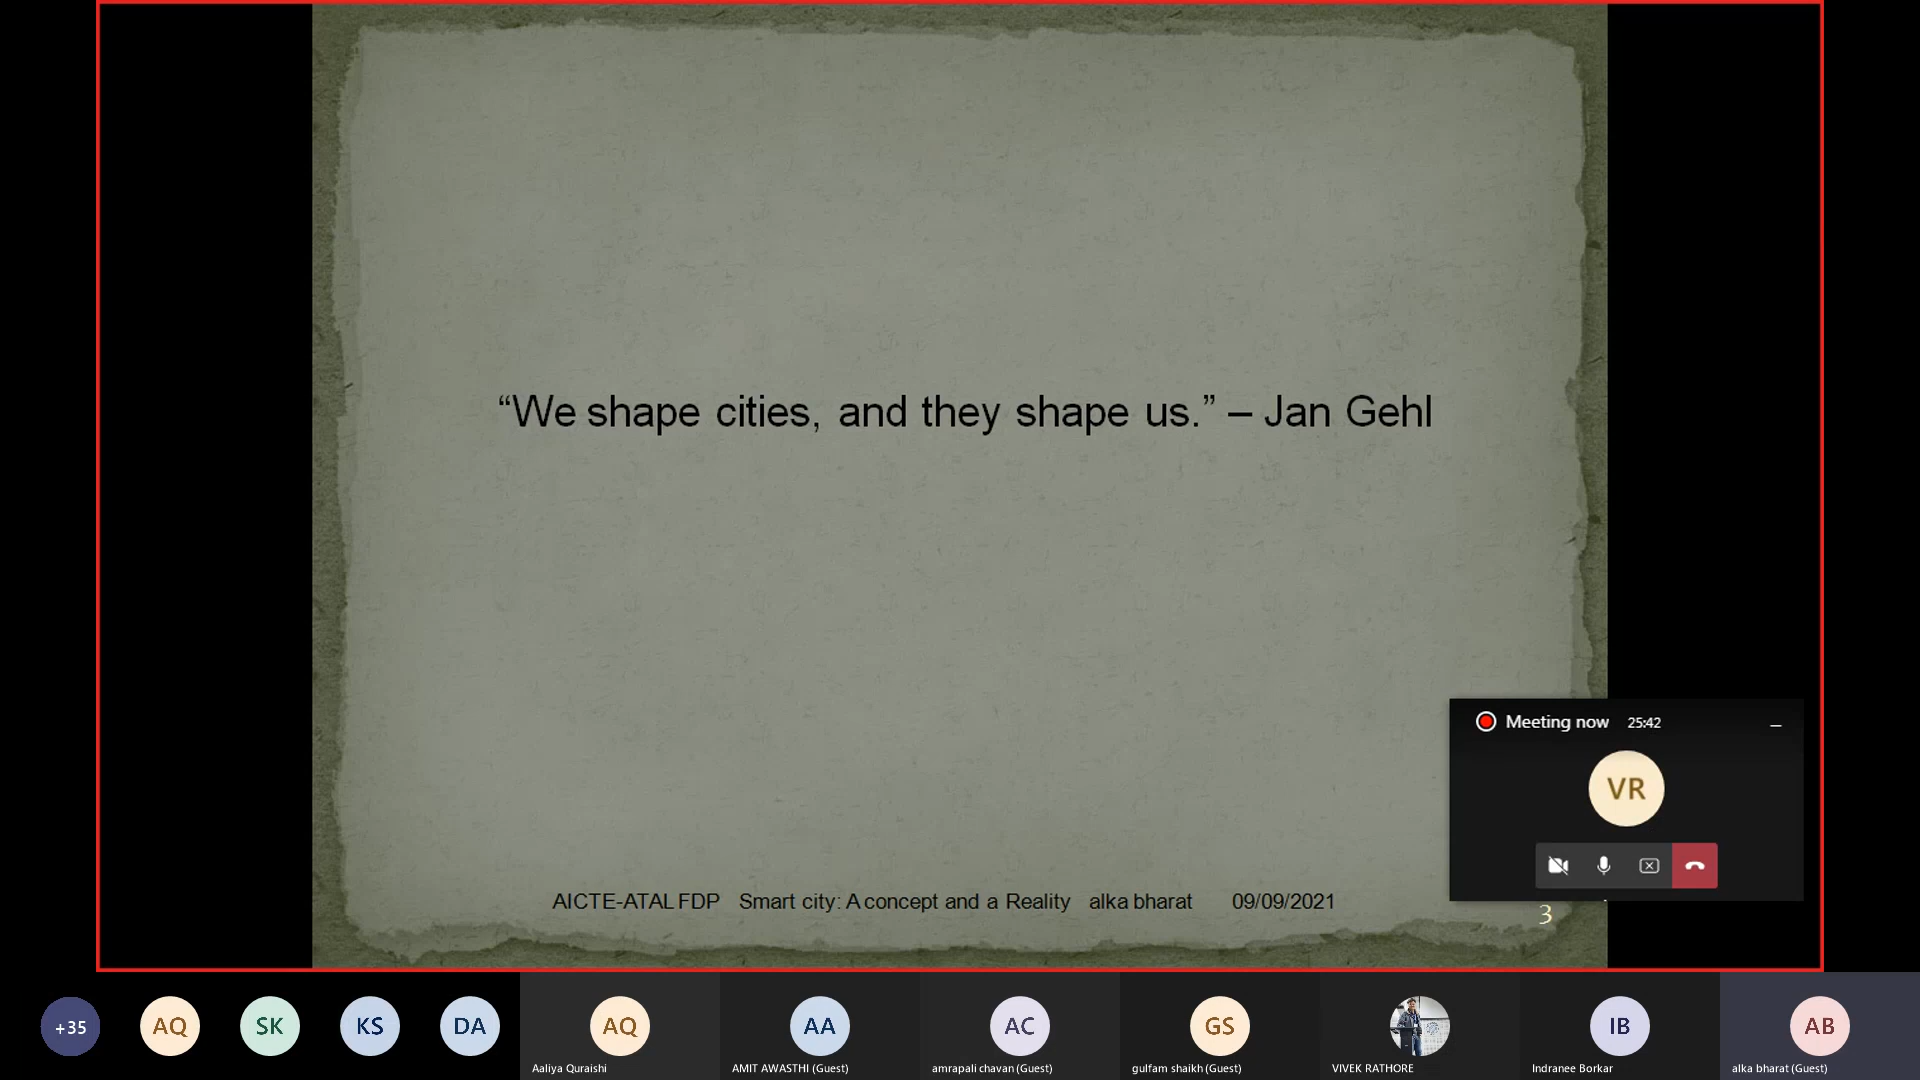 “We shape cities, and they shape us.” – Jan Gehl
Meeting now 25:42
VR
AICTE-ATAL FDP Smart city: A concept and a Reality alka bharat 09/09/2021
3
+35 AQ SK KS DA AQ AA AC GS IB AB
Aaliya Quraishi AMIT AWASTHI (Guest) amrapali chavan (Guest) gulfam shaikh (Guest) VIVEK RATHORE Indranee Borkar alka bharat (Guest)